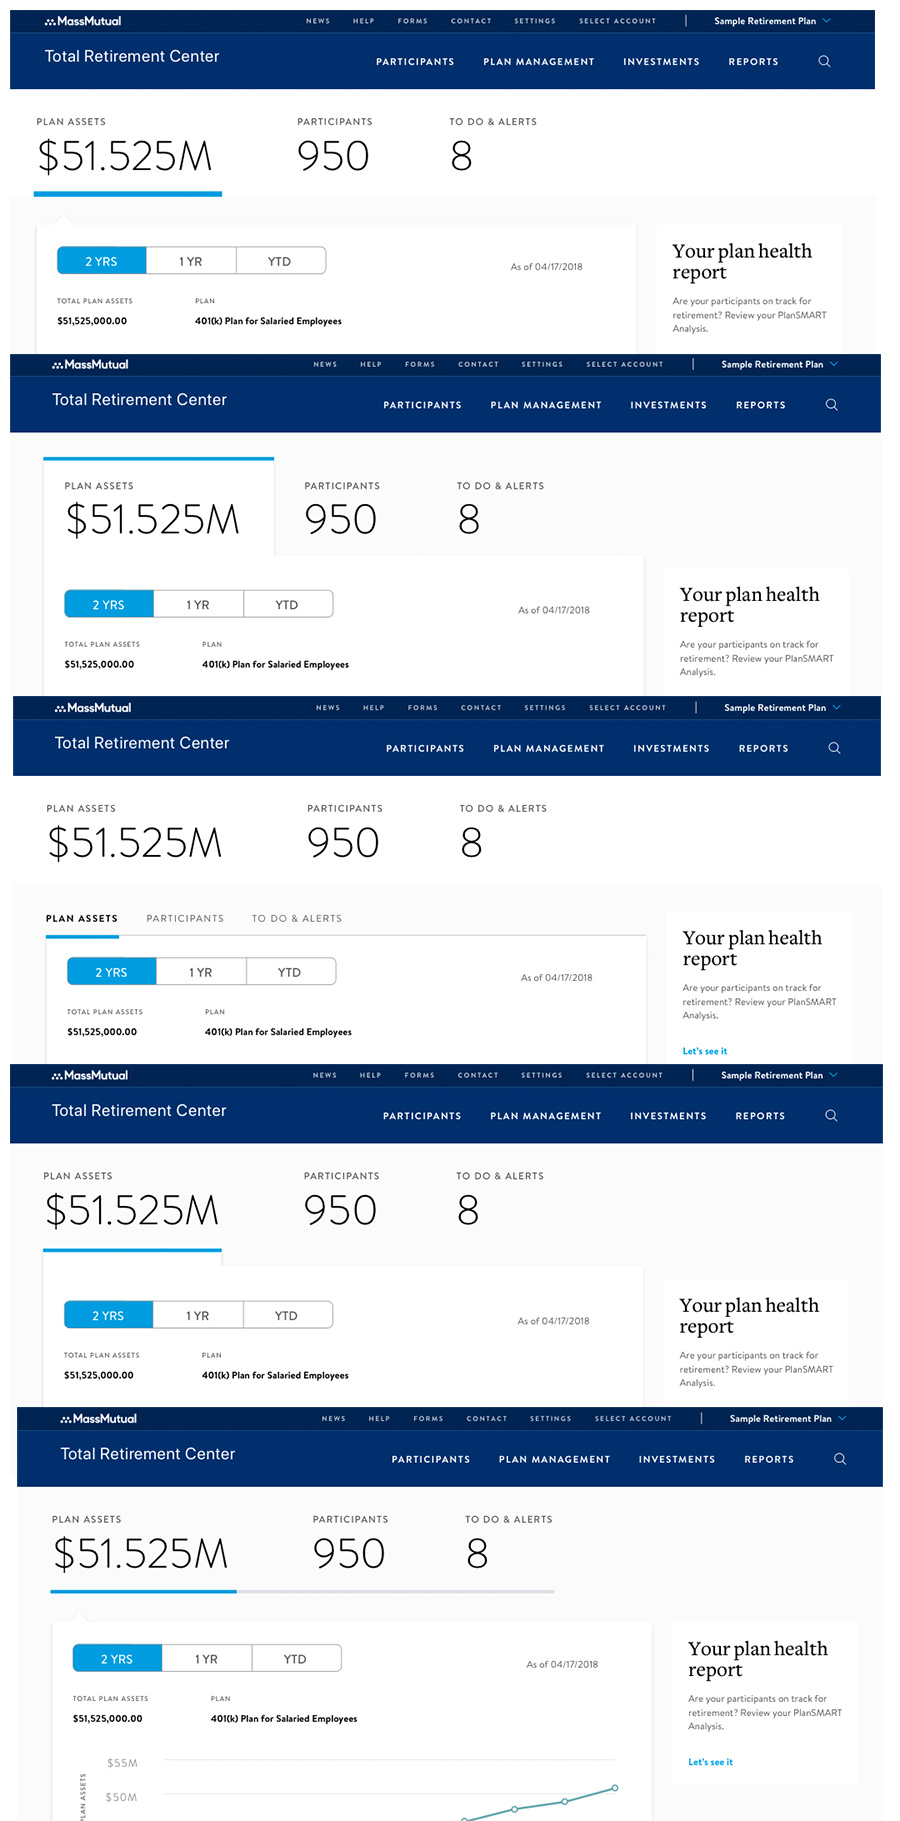 MassMutual NEWS HELP FORMS CONTACT SETTINGS SELECT ACCOUNT Sample Retirement Plan
Total Retirement Center PARTICIPANTS PLAN MANAGEMENT INVESTMENTS REPORTS
PLAN ASSETS PARTICIPANTS TO DO & ALERTS
$51.525M 950 8
2 YRS 1 YR YTD As of 04/17/2018
TOTAL PLAN ASSETS PLAN
$51,525,000.00 401(k) Plan for Salaried Employees
Your plan health
report
Are your participants on track for
retirement? Review your PlanSMART
Analysis.
MassMutual NEWS HELP FORMS CONTACT SETTINGS SELECT ACCOUNT Sample Retirement Plan
Total Retirement Center PARTICIPANTS PLAN MANAGEMENT INVESTMENTS REPORTS
PLAN ASSETS PARTICIPANTS TO DO & ALERTS
$51.525M 950 8
2 YRS 1 YR YTD As of 04/17/2018
TOTAL PLAN ASSETS PLAN
$51,525,000.00 401(k) Plan for Salaried Employees
Your plan health
report
Are your participants on track for
retirement? Review your PlanSMART
Analysis.
MassMutual NEWS HELP FORMS CONTACT SETTINGS SELECT ACCOUNT Sample Retirement Plan
Total Retirement Center PARTICIPANTS PLAN MANAGEMENT INVESTMENTS REPORTS
PLAN ASSETS PARTICIPANTS TO DO & ALERTS
$51.525M 950 8
PLAN ASSETS PARTICIPANTS TO DO & ALERTS
2 YRS 1 YR YTD As of 04/17/2018
TOTAL PLAN ASSETS PLAN
$51,525,000.00 401(k) Plan for Salaried Employees
Your plan health
report
Are your participants on track for
retirement? Review your PlanSMART
Analysis.
Let's see it
MassMutual NEWS HELP FORMS CONTACT SETTINGS SELECT ACCOUNT Sample Retirement Plan
Total Retirement Center PARTICIPANTS PLAN MANAGEMENT INVESTMENTS REPORTS
PLAN ASSETS PARTICIPANTS TO DO & ALERTS
$51.525M 950 8
2 YRS 1 YR YTD As of 04/17/2018
TOTAL PLAN ASSETS PLAN
$51,525,000.00 401(k) Plan for Salaried Employees
Your plan health
report
Are your participants on track for
retirement? Review your PlanSMART
Analysis.
MassMutual NEWS HELP FORMS CONTACT SETTINGS SELECT ACCOUNT Sample Retirement Plan
Total Retirement Center PARTICIPANTS PLAN MANAGEMENT INVESTMENTS REPORTS
PLAN ASSETS PARTICIPANTS TO DO & ALERTS
$51.525M 950 8
2 YRS 1 YR YTD As of 04/17/2018
TOTAL PLAN ASSETS PLAN
$51,525,000.00 401(k) Plan for Salaried Employees
Your plan health
report
Are your participants on track for
retirement? Review your PlanSMART
Analysis.
Let's see it
$55M
$50M
PLAN ASSETS